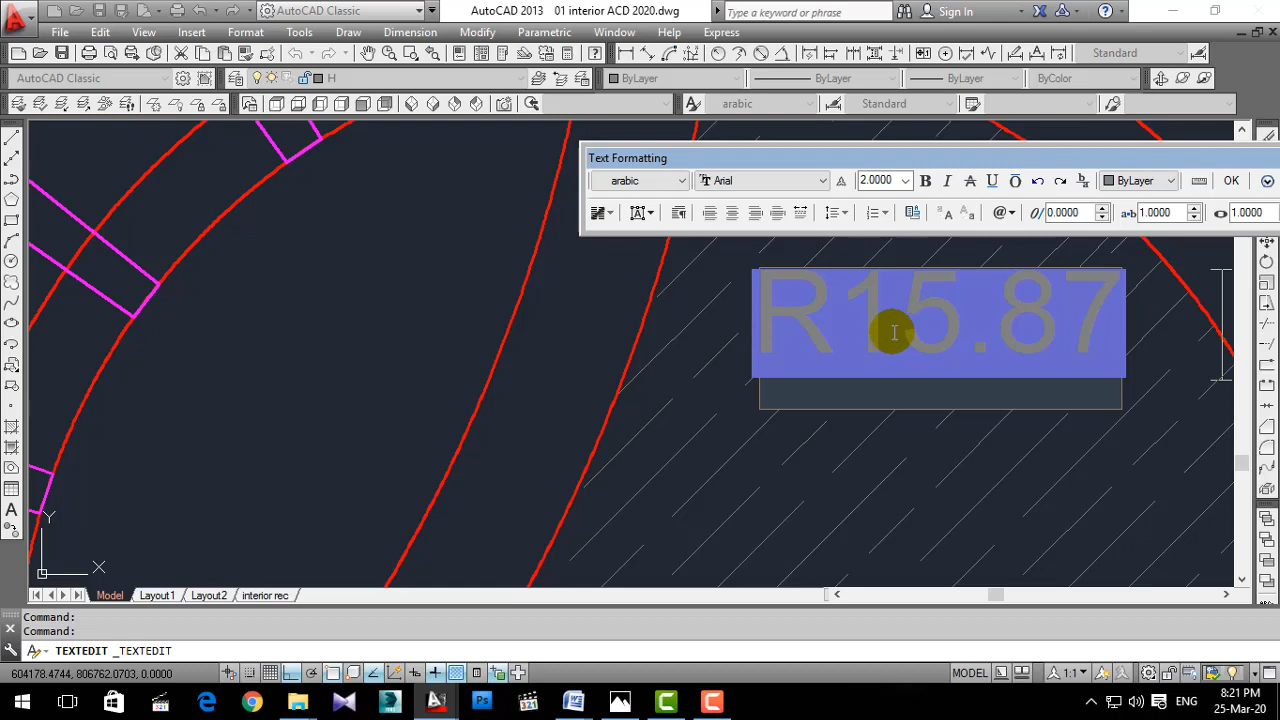 AutoCAD Classic
AutoCAD 2013 01 interior ACD 2020.dwg
Type a keyword or phrase
Sign In
File Edit View Insert Format Tools Draw Dimension Modify Parametric Window Help Express
Standard
AutoCAD Classic
H
ByLayer
ByLayer
ByLayer
ByColor
arabic
Standard
Text Formatting
arabic
Arial
2.0000
B I A U O
ByLayer
OK
@
0/ 0.0000
a•b 1.0000
1.0000
R15.87
Y
X
Model Layout1 Layout2 interior rec
Command:
Command:
TEXTEDIT _TEXTEDIT
604178.4744, 806762.0703, 0.0000
MODEL
1:1
ENG
8:21 PM
25-Mar-20